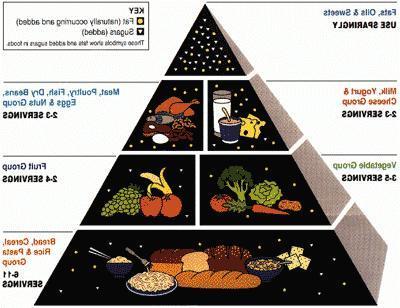 Fats, Oils & Sweets
USE SPARINGLY
KEY
Fat (naturally occurring and added)
Sugars (added)
These symbols show fats and added sugars in foods
Milk, Yogurt &
Cheese Group
2-3 SERVINGS
Meat, Poultry, Fish, Dry Beans,
Eggs & Nuts Group
2-3 SERVINGS
Vegetable Group
3-5 SERVINGS
Fruit Group
2-4 SERVINGS
Bread, Cereal,
Rice & Pasta
Group
6-11
SERVINGS